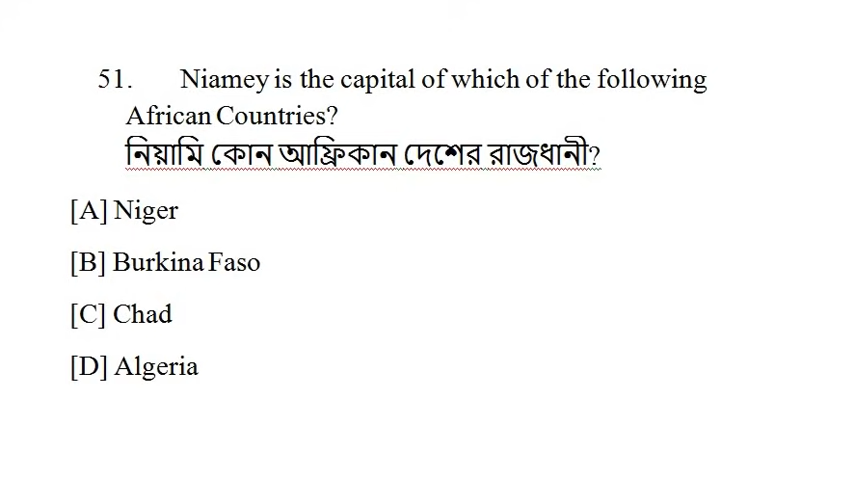 51. Niamey is the capital of which of the following
African Countries?
নিয়ামি কোন আফ্রিকান দেশের রাজধানী?
[A] Niger
[B] Burkina Faso
[C] Chad
[D] Algeria